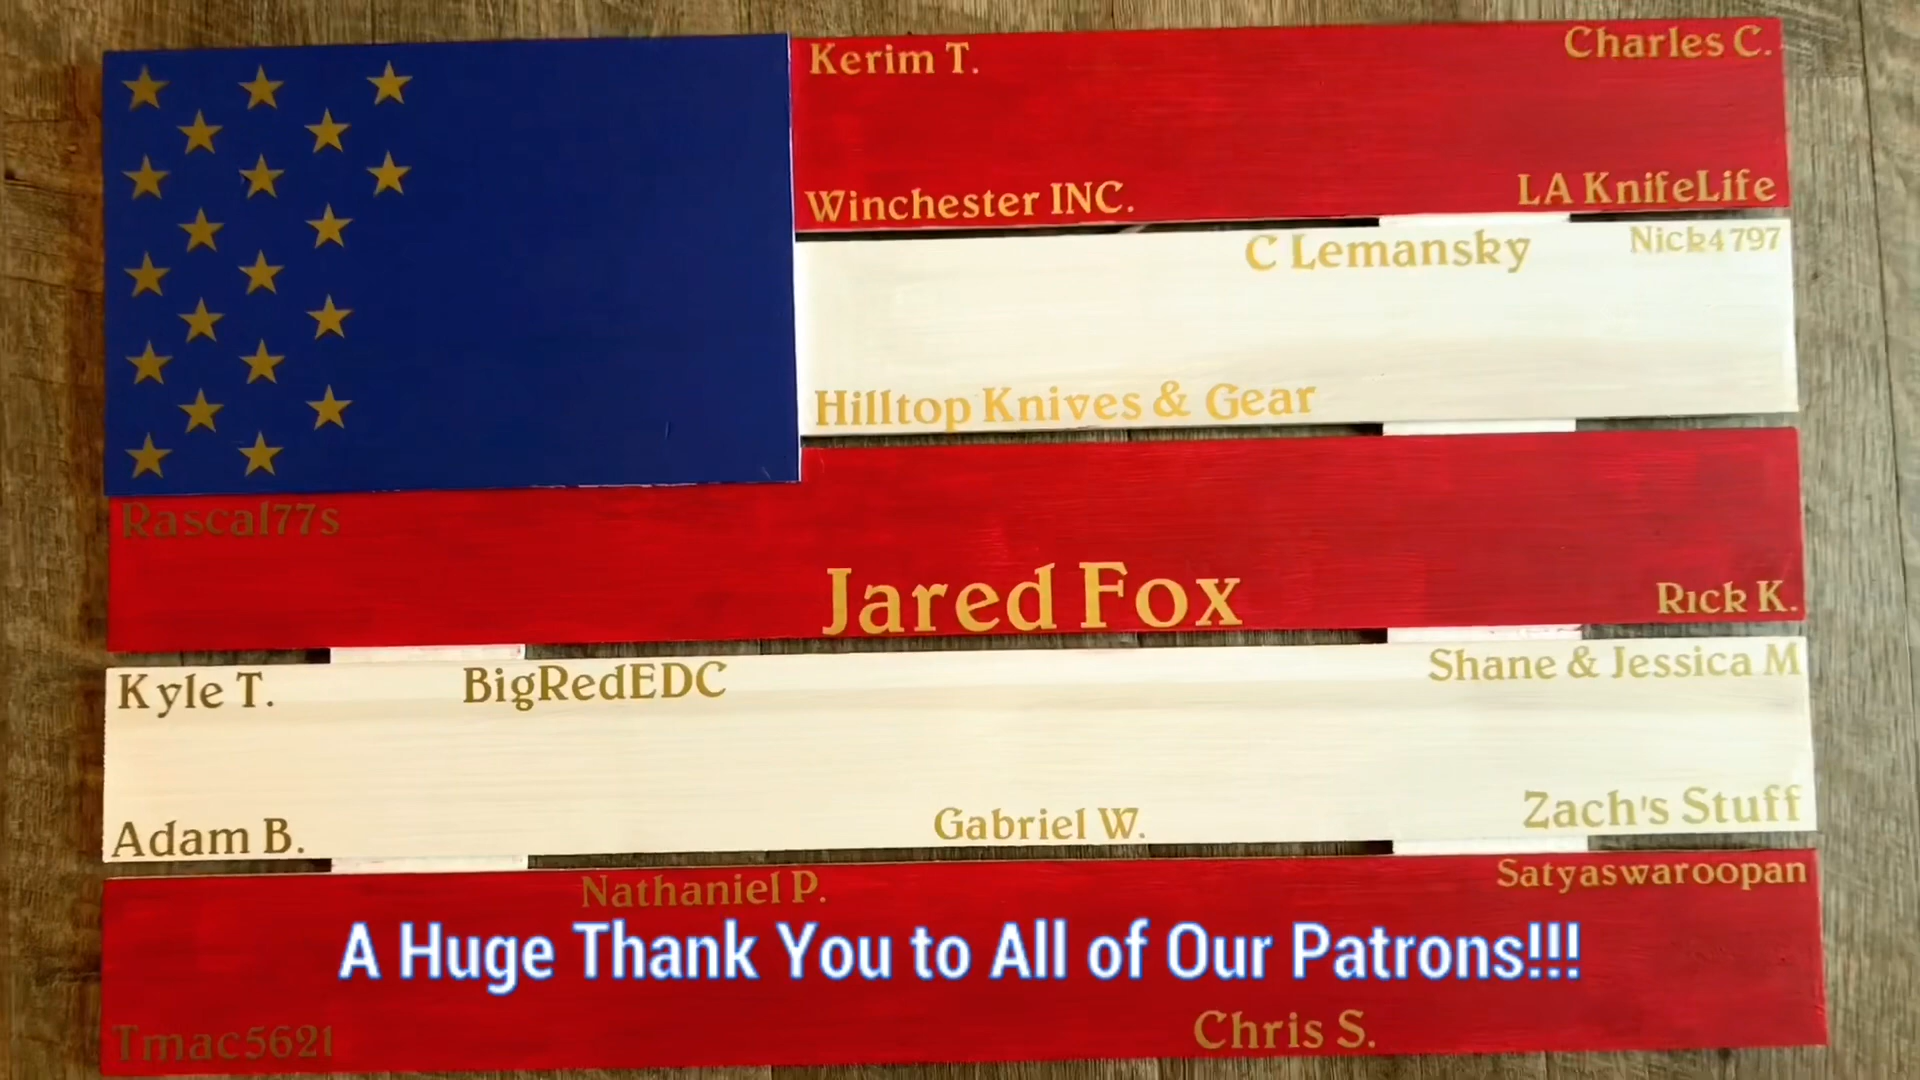 Kerim T.
Charles C.
Winchester INC.
LA KnifeLife
C Lemansky
Nick4797
Hilltop Knives & Gear
Rascal77s
Jared Fox
Rick K.
Kyle T.
BigRedEDC
Shane & Jessica M
Adam B.
Gabriel W.
Zach's Stuff
Nathaniel P.
Satyaswaroopan
A Huge Thank You to All of Our Patrons!!!
Tmac5621
Chris S.